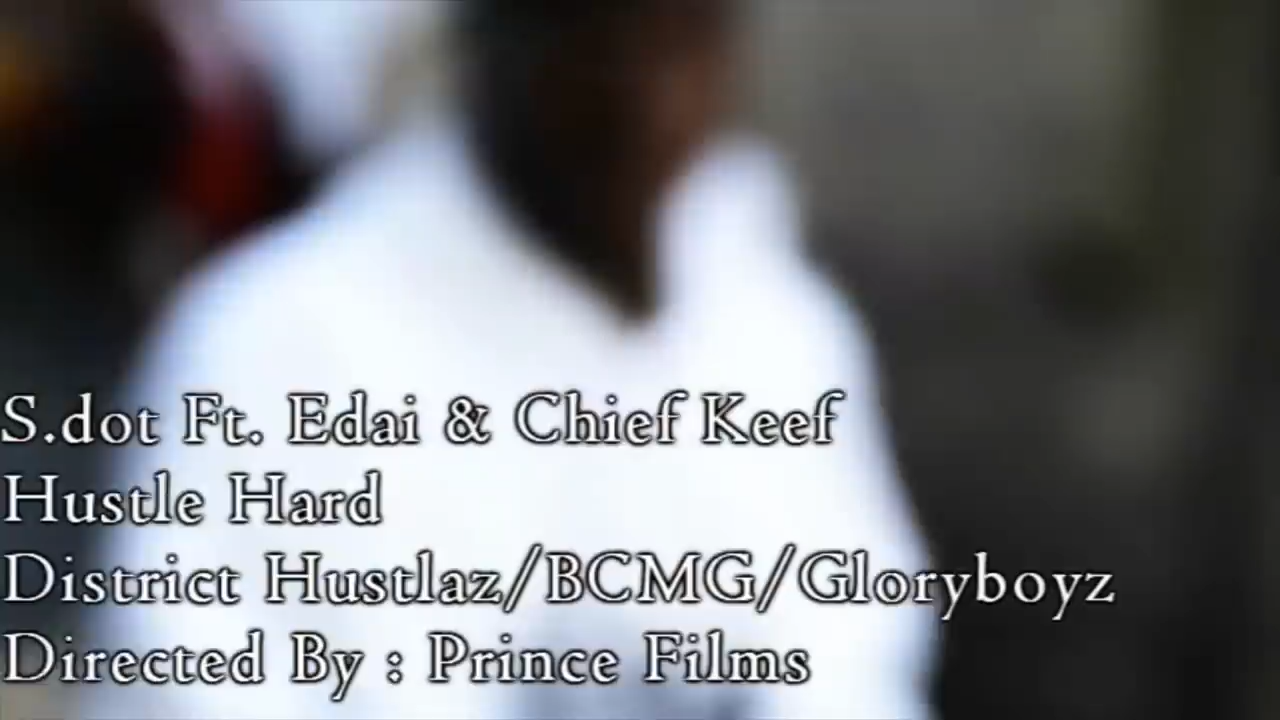 S.dot Ft. Edai & Chief Keef
Hustle Hard
District Hustlaz/BCMG/Gloryboyz
Directed By : Prince Films